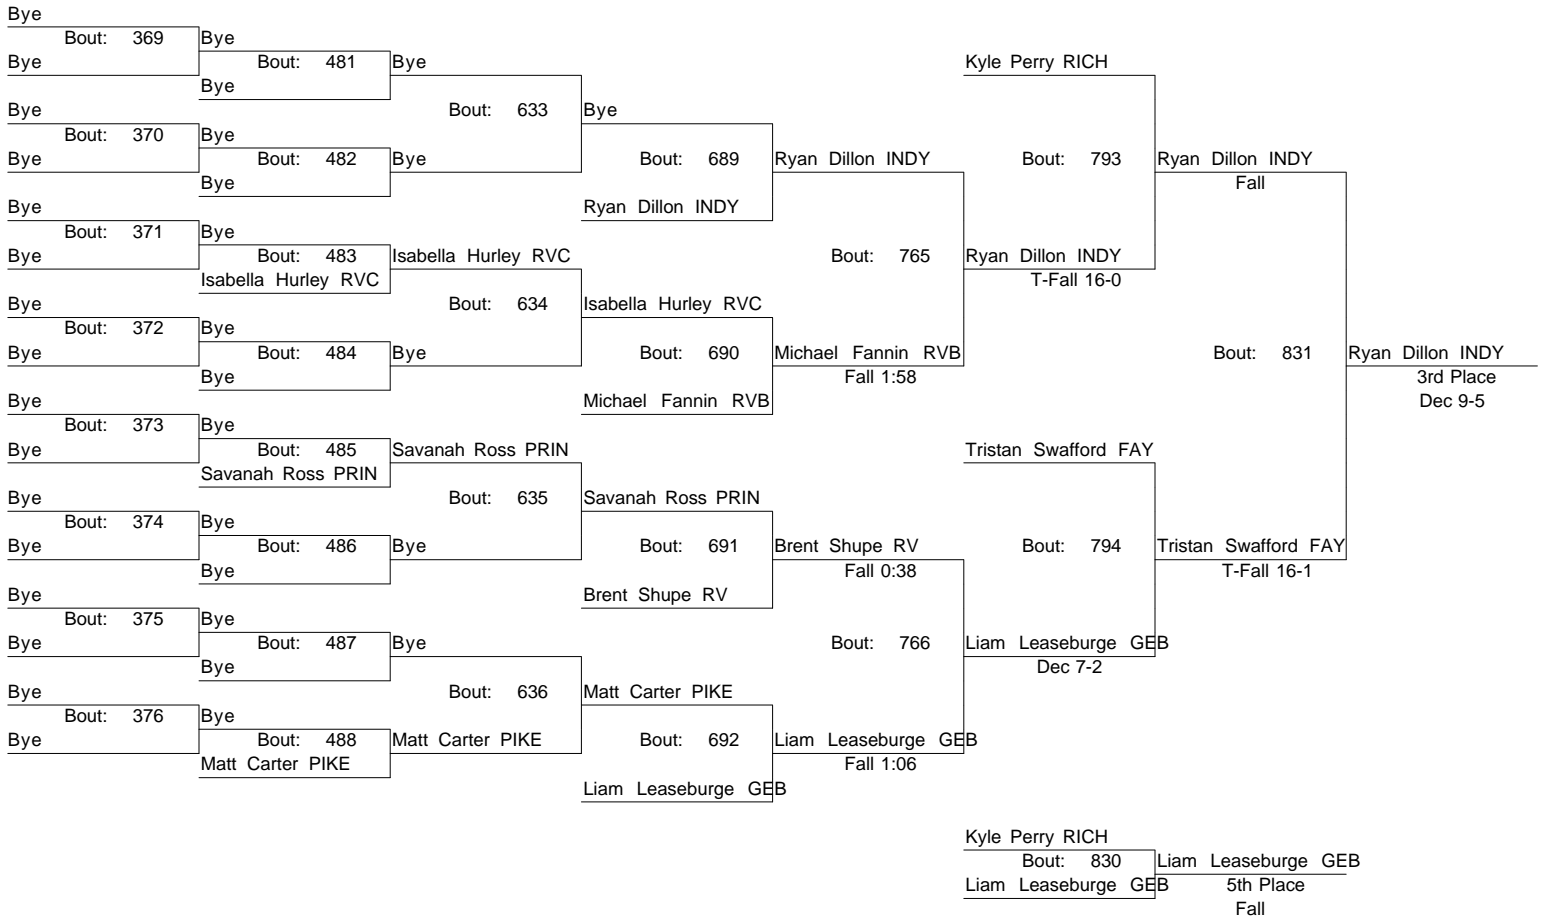 Bye
Bout: 369 Bye
Bye Bout: 481 Bye Kyle Perry RICH
Bye
Bye Bout: 633 Bye
Bout: 370 Bye
Bye Bout: 482 Bye Bout: 689 Ryan Dillon INDY Bout: 793 Ryan Dillon INDY
Bye Fall
Bye Ryan Dillon INDY
Bout: 371 Bye
Bye Bout: 483 Isabella Hurley RVC Bout: 765 Ryan Dillon INDY
Isabella Hurley RVC T-Fall 16-0
Bye Bout: 634 Isabella Hurley RVC
Bout: 372 Bye
Bye Bout: 484 Bye Bout: 690 Michael Fannin RVB Bout: 831 Ryan Dillon INDY
Bye Fall 1:58 3rd Place
Bye Michael Fannin RVB Dec 9-5
Bout: 373 Bye
Bye Bout: 485 Savanah Ross PRIN Tristan Swafford FAY
Savanah Ross PRIN
Bye Bout: 635 Savanah Ross PRIN
Bout: 374 Bye
Bye Bout: 486 Bye Bout: 691 Brent Shupe RV Bout: 794 Tristan Swafford FAY
Bye Fall 0:38 T-Fall 16-1
Bye Brent Shupe RV
Bout: 375 Bye
Bye Bout: 487 Bye Bout: 766 Liam Leaseburge GEB
Bye Dec 7-2
Bye Bout: 636 Matt Carter PIKE
Bout: 376 Bye
Bye Bout: 488 Matt Carter PIKE Bout: 692 Liam Leaseburge GEB
Matt Carter PIKE Fall 1:06
Liam Leaseburge GEB
Kyle Perry RICH
Bout: 830 Liam Leaseburge GEB
Liam Leaseburge GEB 5th Place
Fall